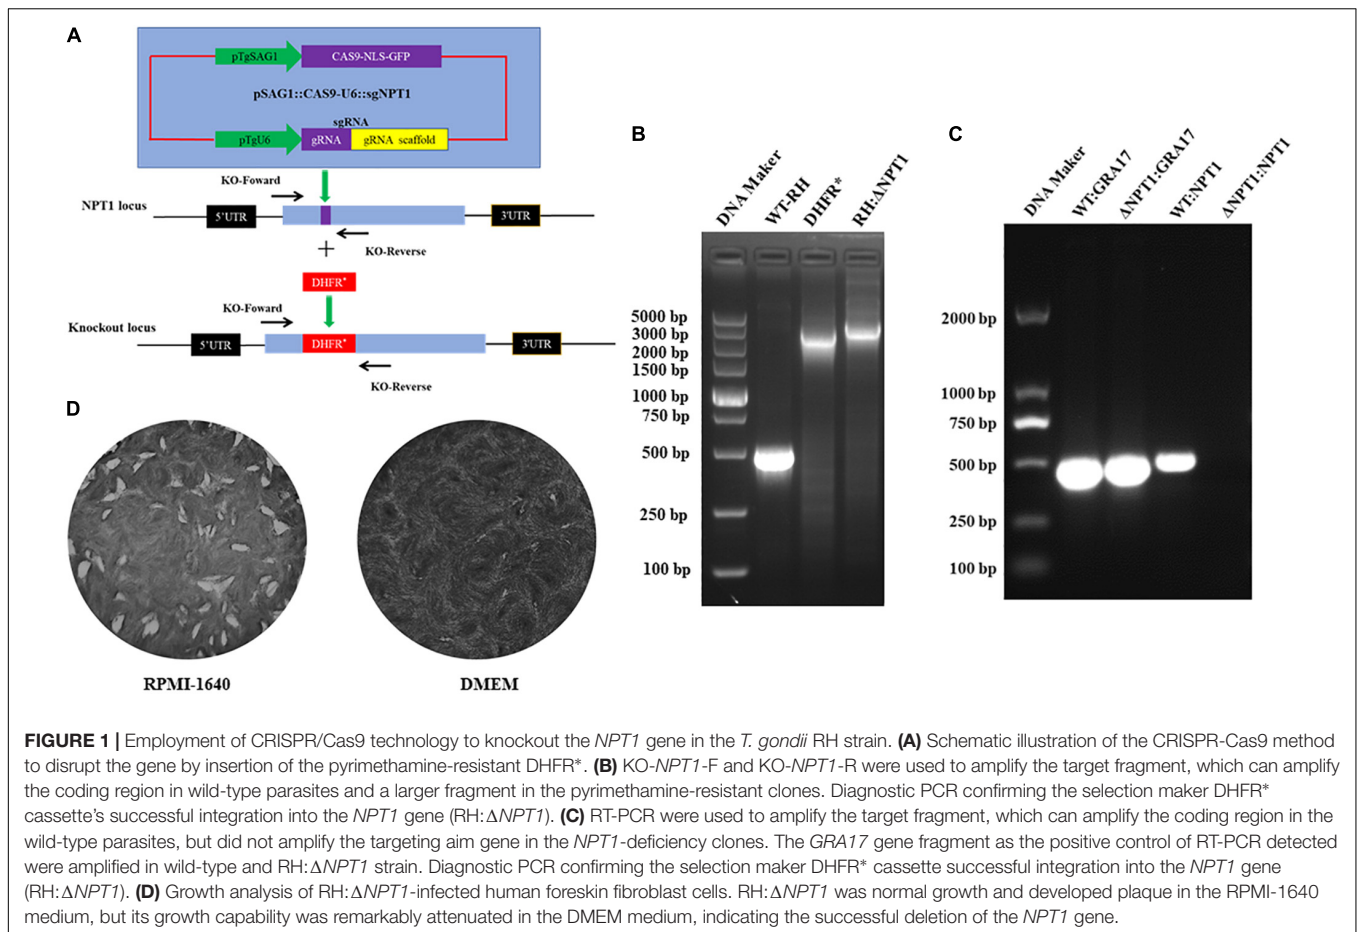 A
pTgSAG1
CAS9-NLS-GFP
pSAG1::CAS9-U6::sgNPT1
sgRNA
pTgU6
gRNA
gRNA scaffold
KO-Foward
NPT1 locus
5'UTR
3'UTR
KO-Reverse
+
DHFR*
KO-Foward
Knockout locus
5'UTR
DHFR*
3'UTR
KO-Reverse
B
DNA Maker
WT-RH
DHFR*
RH:ΔNPT1
5000 bp
3000 bp
2000 bp
1500 bp
1000 bp
750 bp
500 bp
250 bp
100 bp
C
DNA Maker
WT:GRA17
ΔNPT1:GRA17
WT:NPT1
ΔNPT1:NPT1
2000 bp
1000 bp
750 bp
500 bp
250 bp
100 bp
D
RPMI-1640
DMEM
FIGURE 1 | Employment of CRISPR/Cas9 technology to knockout the NPT1 gene in the T. gondii RH strain. (A) Schematic illustration of the CRISPR-Cas9 method
to disrupt the gene by insertion of the pyrimethamine-resistant DHFR*. (B) KO-NPT1-F and KO-NPT1-R were used to amplify the target fragment, which can amplify
the coding region in wild-type parasites and a larger fragment in the pyrimethamine-resistant clones. Diagnostic PCR confirming the selection maker DHFR*
cassette's successful integration into the NPT1 gene (RH:ΔNPT1). (C) RT-PCR were used to amplify the target fragment, which can amplify the coding region in the
wild-type parasites, but did not amplify the targeting aim gene in the NPT1-deficiency clones. The GRA17 gene fragment as the positive control of RT-PCR detected
were amplified in wild-type and RH:ΔNPT1 strain. Diagnostic PCR confirming the selection maker DHFR* cassette successful integration into the NPT1 gene
(RH:ΔNPT1). (D) Growth analysis of RH:ΔNPT1-infected human foreskin fibroblast cells. RH:ΔNPT1 was normal growth and developed plaque in the RPMI-1640
medium, but its growth capability was remarkably attenuated in the DMEM medium, indicating the successful deletion of the NPT1 gene.